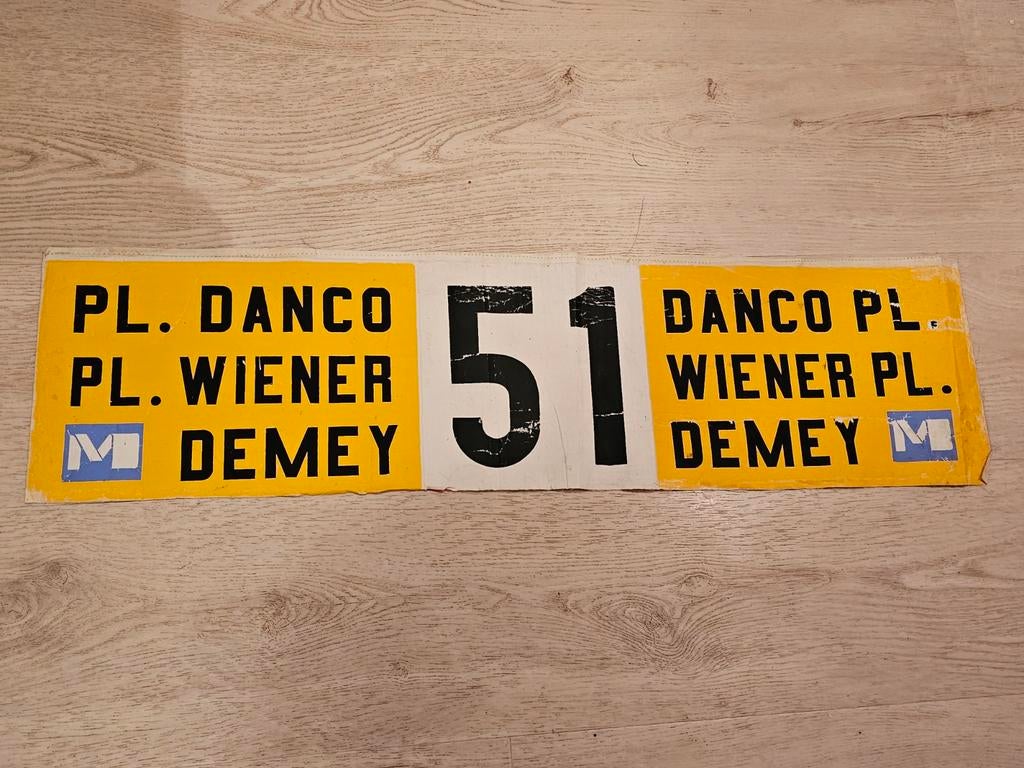 PL. DANCO
PL. WIENER
M DEMEY
51
DANCO PL.
WIENER PL.
DEMEY M